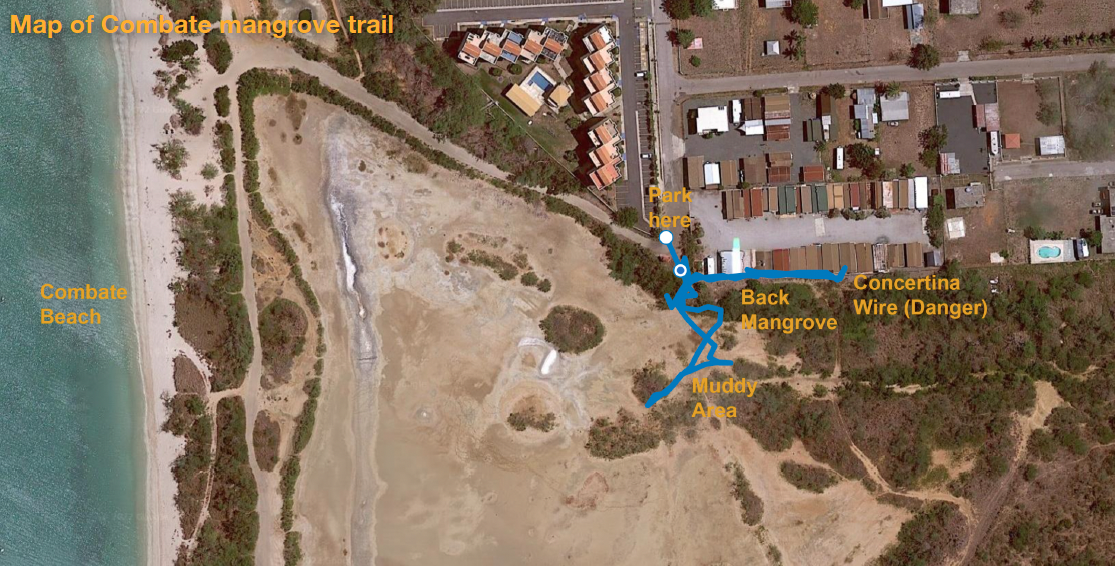 Map of Combate mangrove trail
Park
here
Combate
Beach
Concertina
Wire (Danger)
Back
Mangrove
Muddy
Area